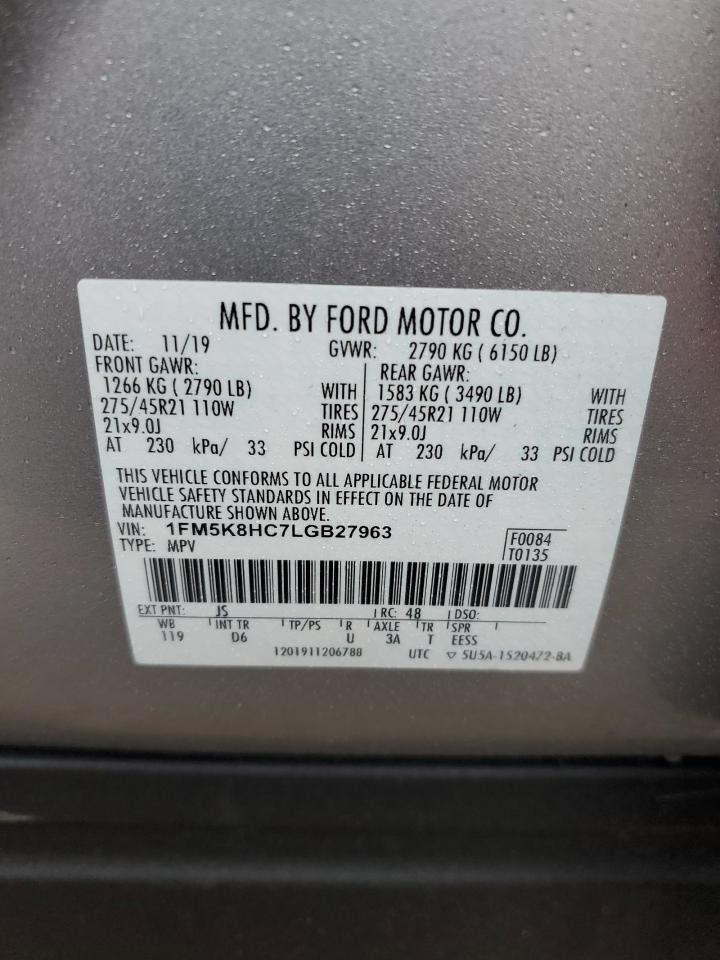 MFD. BY FORD MOTOR CO.
DATE: 11/19 GVWR: 2790 KG ( 6150 LB)
FRONT GAWR: REAR GAWR:
1266 KG ( 2790 LB) WITH 1583 KG ( 3490 LB) WITH
275/45R21 110W TIRES 275/45R21 110W TIRES
21x9.0J RIMS 21x9.0J RIMS
AT 230 kPa/ 33 PSI COLD AT 230 kPa/ 33 PSI COLD
THIS VEHICLE CONFORMS TO ALL APPLICABLE FEDERAL MOTOR
VEHICLE SAFETY STANDARDS IN EFFECT ON THE DATE OF
MANUFACTURE SHOWN ABOVE.
VIN: 1FM5K8HC7LGB27963 F0084
TYPE: MPV T0135
EXT PNT: JS RC: 48 DSO:
WB INT TR TP/PS R AXLE TR SPR
119 D6 U 3A T EESS
1201911206788 UTC ▽ 5U5A-1520472-8A